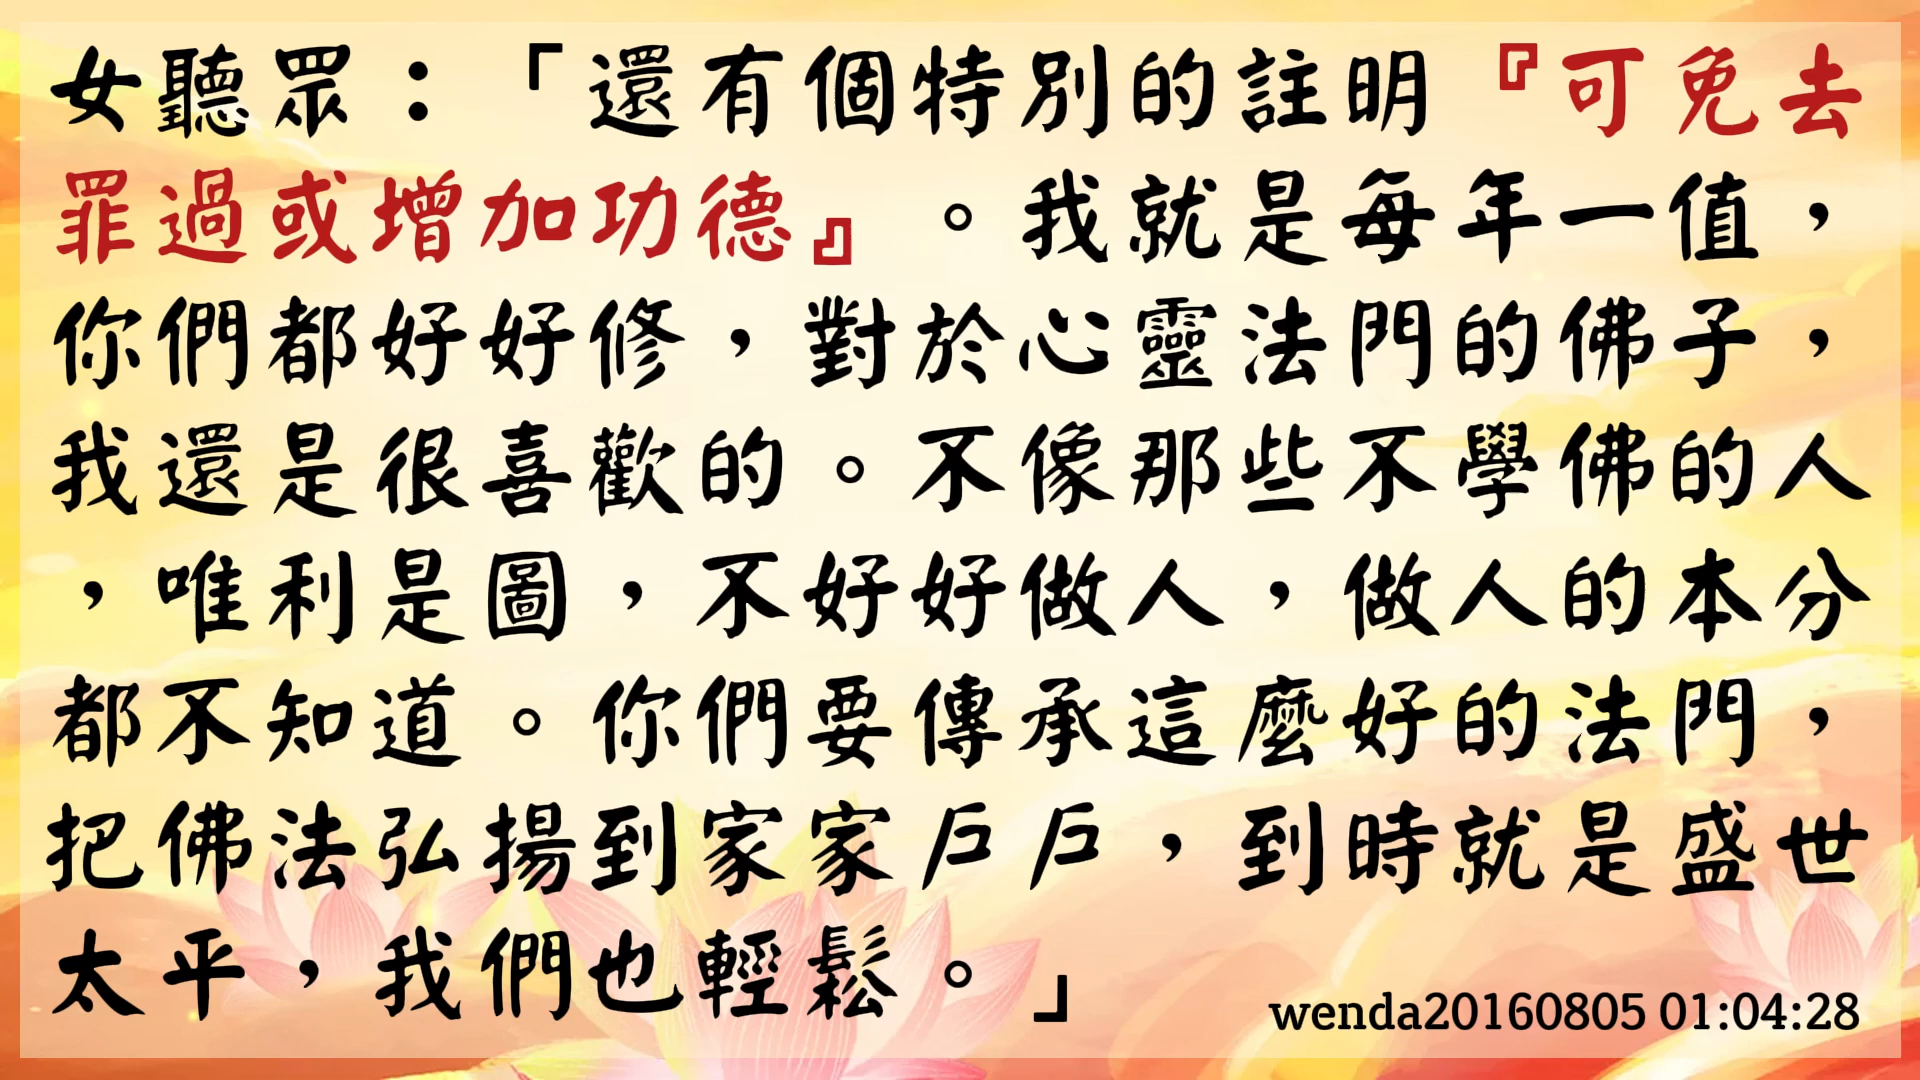 女聽眾：「還有個特別的註明『可免去
罪過或增加功德』。我就是每年一值，
你們都好好修，對於心靈法門的佛子，
我還是很喜歡的。不像那些不學佛的人
，唯利是圖，不好好做人，做人的本分
都不知道。你們要傳承這麼好的法門，
把佛法弘揚到家家戶戶，到時就是盛世
太平，我們也輕鬆。」
wenda20160805 01:04:28